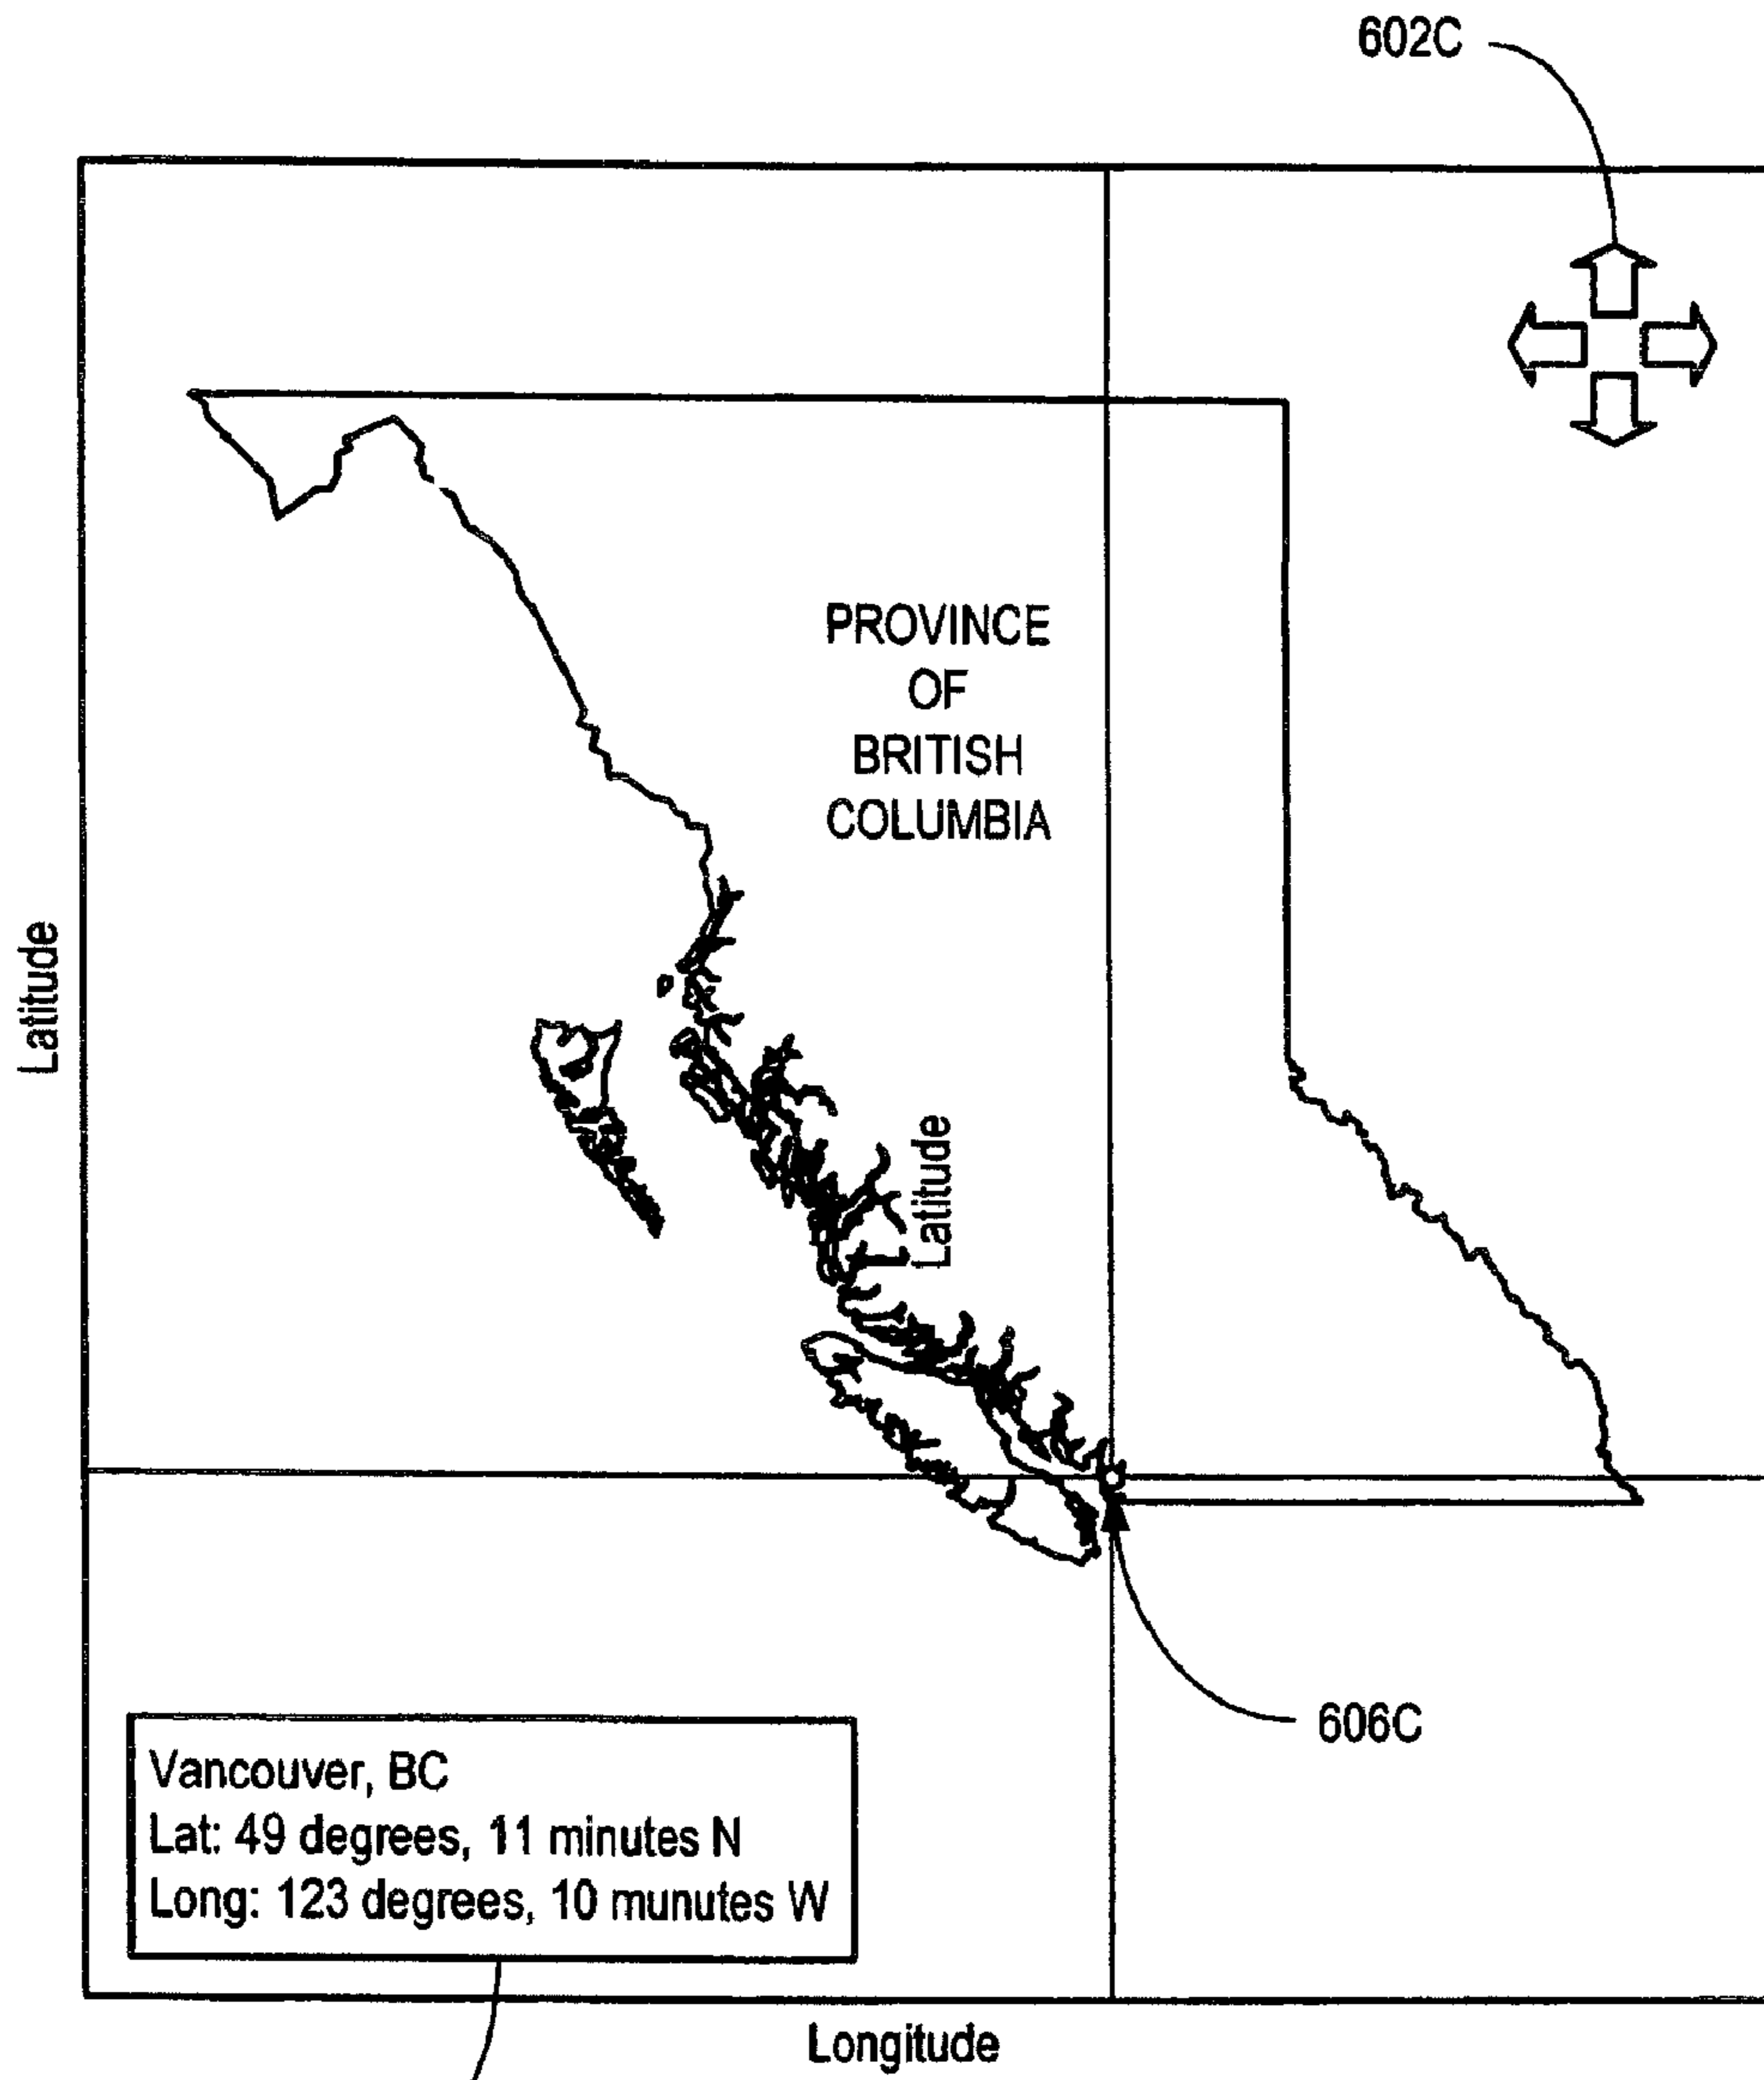 602C
PROVINCE
OF
BRITISH
COLUMBIA
Latitude
Latitude
606C
Vancouver, BC
Lat: 49 degrees, 11 minutes N
Long: 123 degrees, 10 munutes W
Longitude